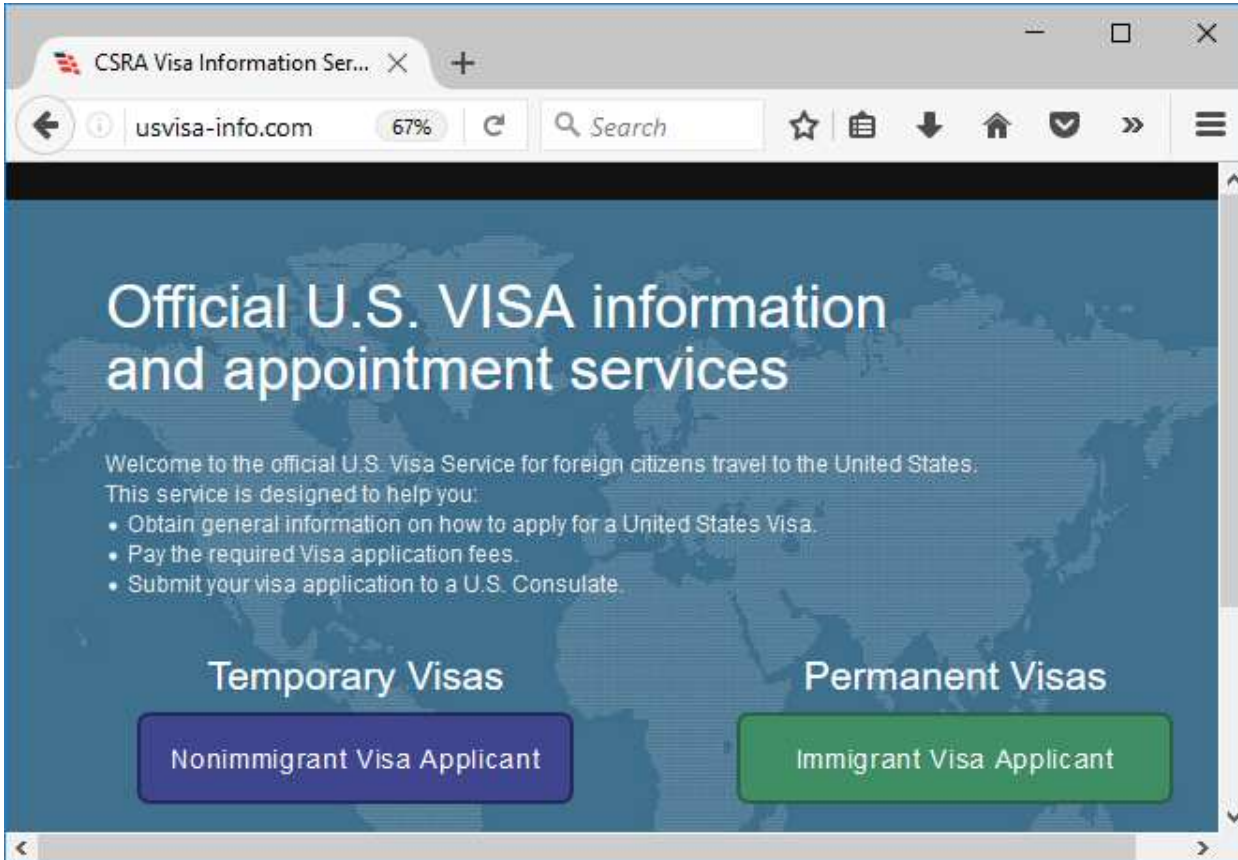 CSRA Visa Information Ser...
usvisa-info.com 67% Search
Official U.S. VISA information
and appointment services
Welcome to the official U.S. Visa Service for foreign citizens travel to the United States.
This service is designed to help you:
• Obtain general information on how to apply for a United States Visa.
• Pay the required Visa application fees.
• Submit your visa application to a U.S. Consulate.
Temporary Visas Permanent Visas
Nonimmigrant Visa Applicant Immigrant Visa Applicant